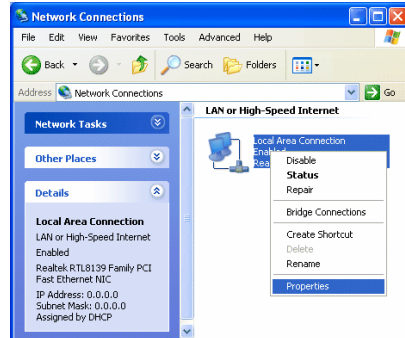 Network Connections
File Edit View Favorites Tools Advanced Help
Back Search Folders
Address Network Connections Go
Network Tasks
Other Places
Details
Local Area Connection
LAN or High-Speed Internet
Enabled
Realtek RTL8139 Family PCI
Fast Ethernet NIC
IP Address: 0.0.0.0
Subnet Mask: 0.0.0.0
Assigned by DHCP
LAN or High-Speed Internet
Local Area Connection
Enabled
Rea
Disable
Status
Repair
Bridge Connections
Create Shortcut
Delete
Rename
Properties